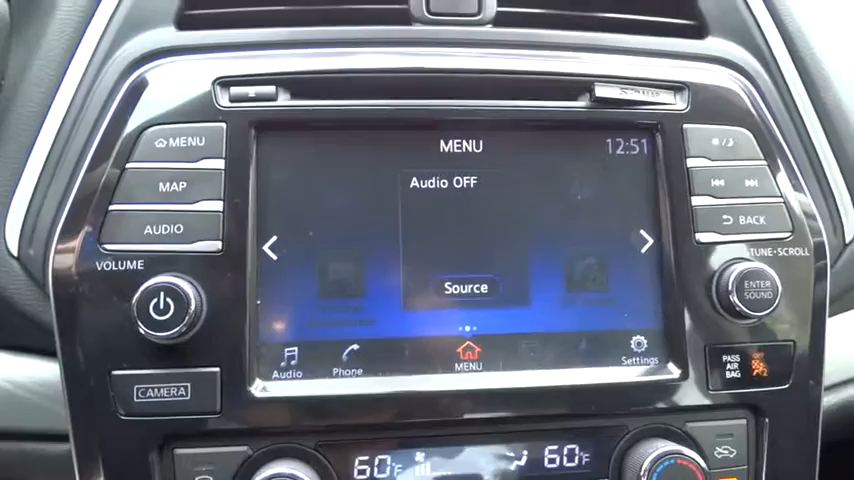 MENU
12:51
Audio OFF
Source
Audio
Phone
MENU
Settings
MENU
MAP
AUDIO
VOLUME
CAMERA
BACK
TUNE•SCROLL
ENTER
SOUND
PASS
AIR
BAG
OFF
60°F
60°F